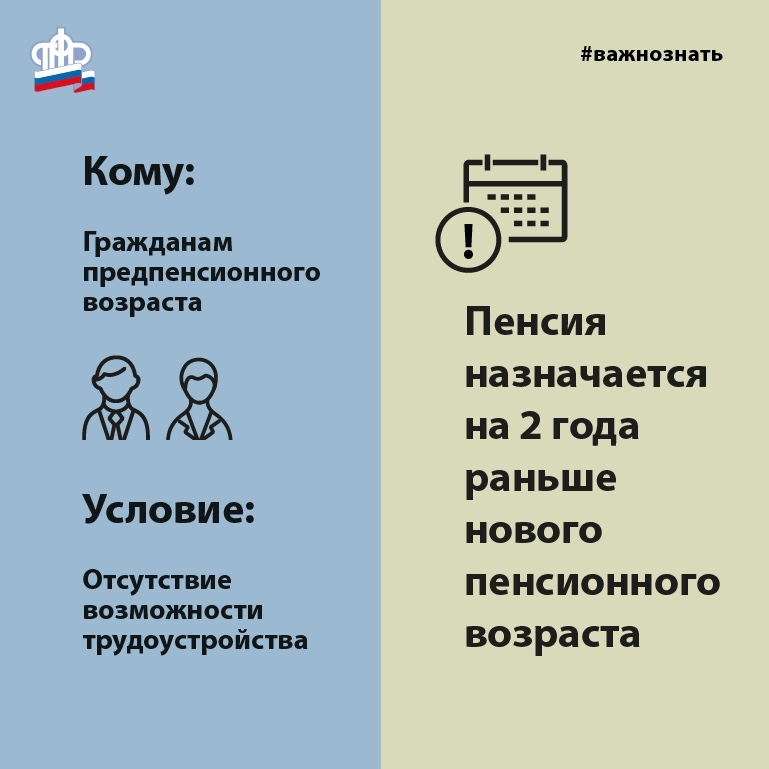 #важнознать
Кому:
Гражданам
предпенсионного
возраста
Условие:
Отсутствие
возможности
трудоустройства
Пенсия
назначается
на 2 года
раньше
нового
пенсионного
возраста